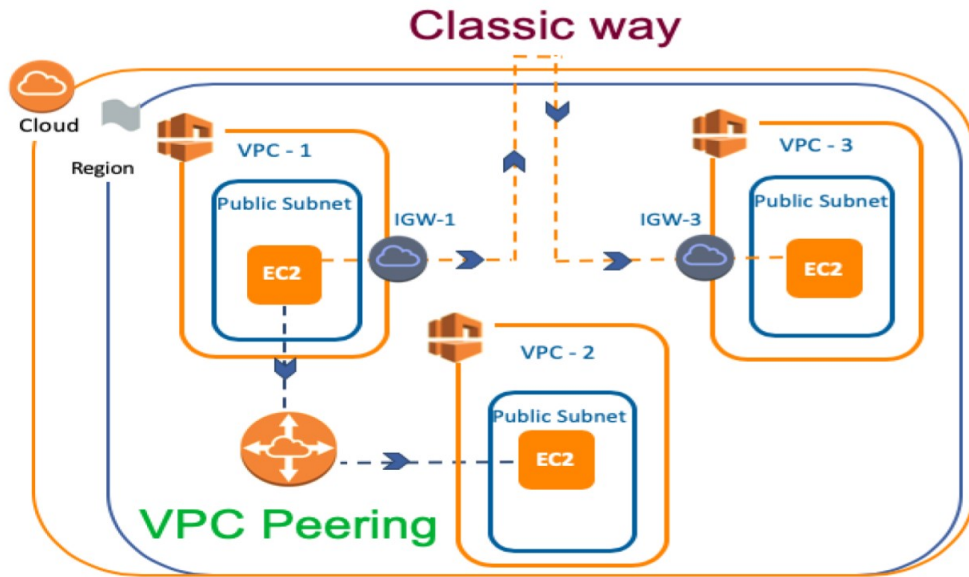 Classic way
Cloud
Region
VPC - 1
Public Subnet
EC2
IGW-1
IGW-3
VPC - 3
Public Subnet
EC2
VPC - 2
Public Subnet
EC2
VPC Peering